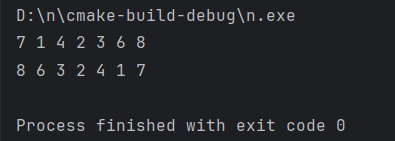 D:\n\cmake-build-debug\n.exe
7 1 4 2 3 6 8
8 6 3 2 4 1 7
Process finished with exit code 0